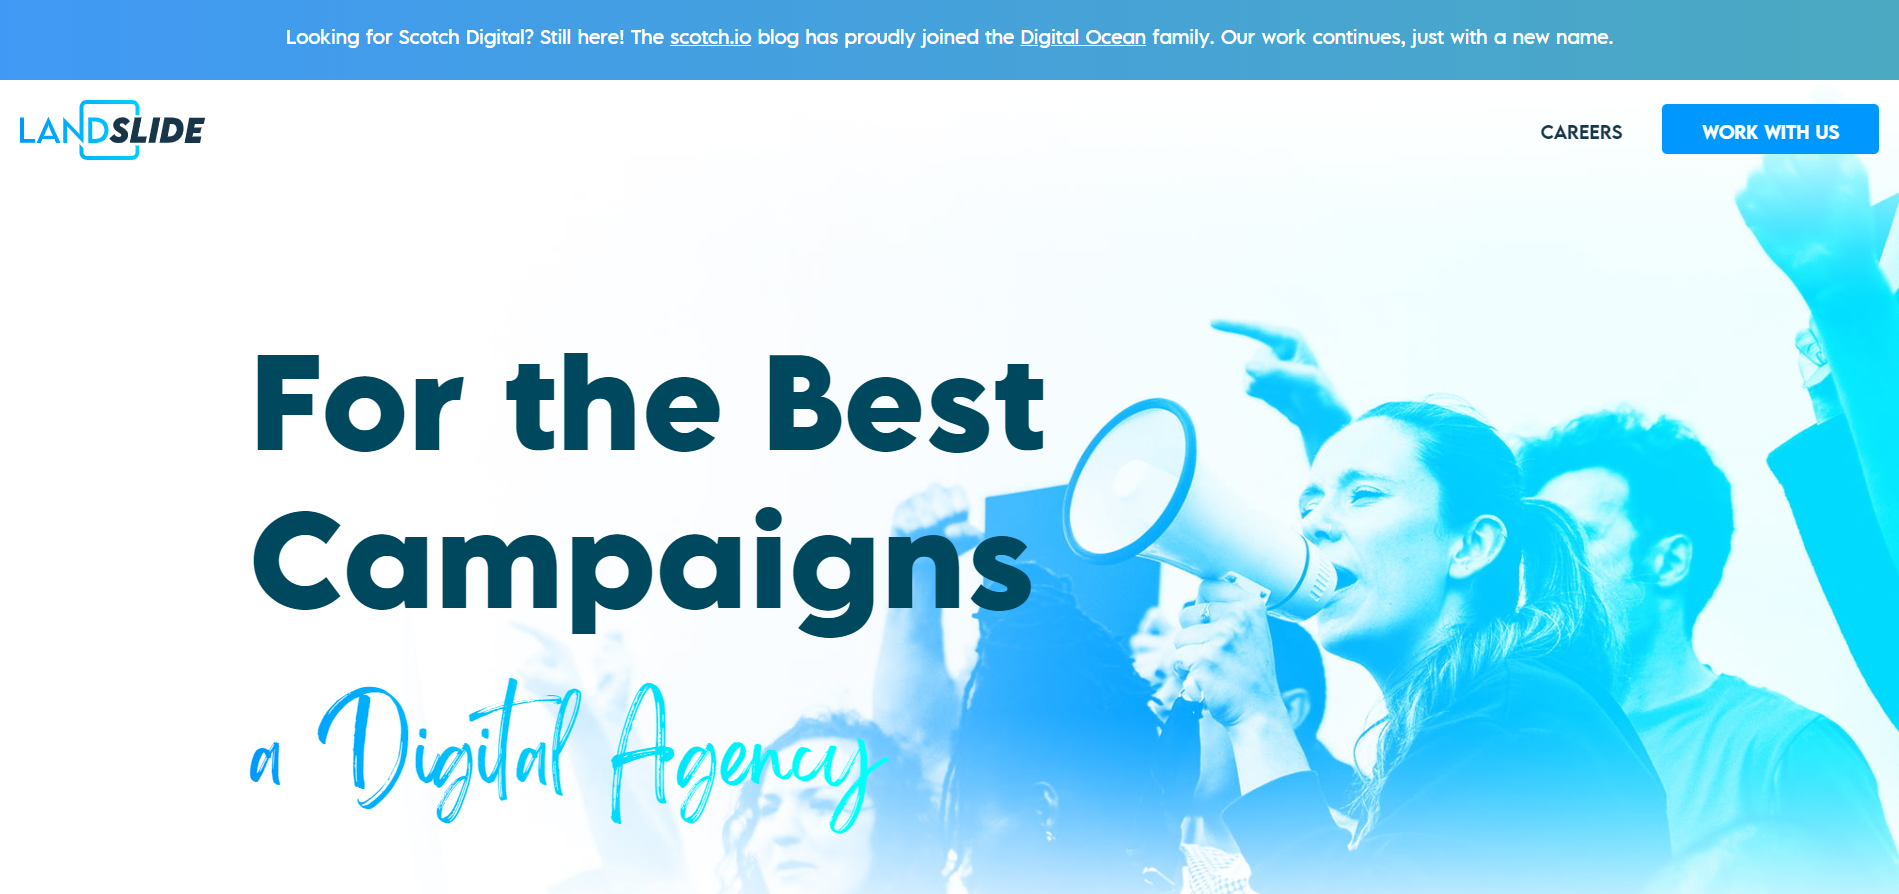 Looking for Scotch Digital? Still here! The scotch.io blog has proudly joined the Digital Ocean family. Our work continues, just with a new name.
LANDSLIDE
CAREERS
WORK WITH US
For the Best
Campaigns
a Digital Agency